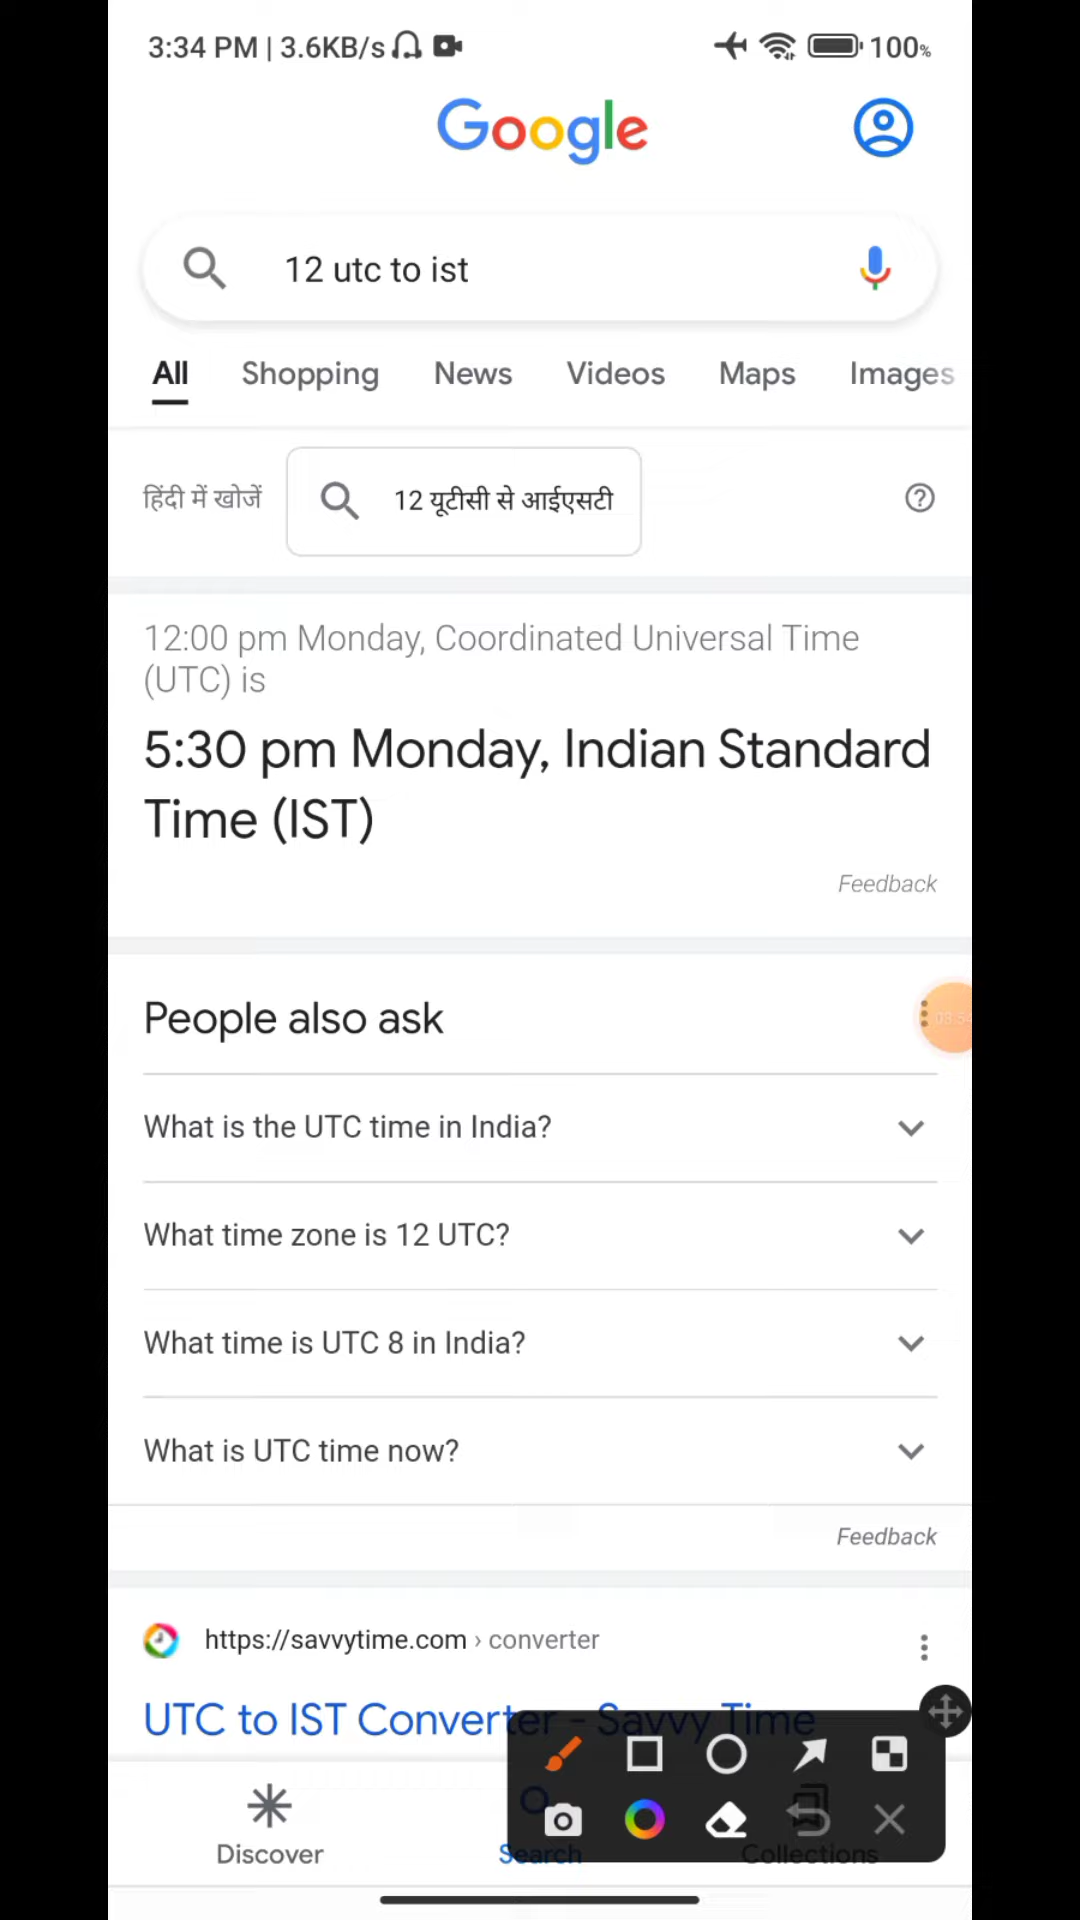 3:34 PM | 3.6KB/s 100%
Google
12 utc to ist
All Shopping News Videos Maps Images
हिंदी में खोजें 12 यूटीसी से आईएसटी
12:00 pm Monday, Coordinated Universal Time
(UTC) is
5:30 pm Monday, Indian Standard
Time (IST)
Feedback
People also ask
What is the UTC time in India?
What time zone is 12 UTC?
What time is UTC 8 in India?
What is UTC time now?
Feedback
https://savvytime.com › converter
UTC to IST Converter - Savvy Time
Discover Search Collections